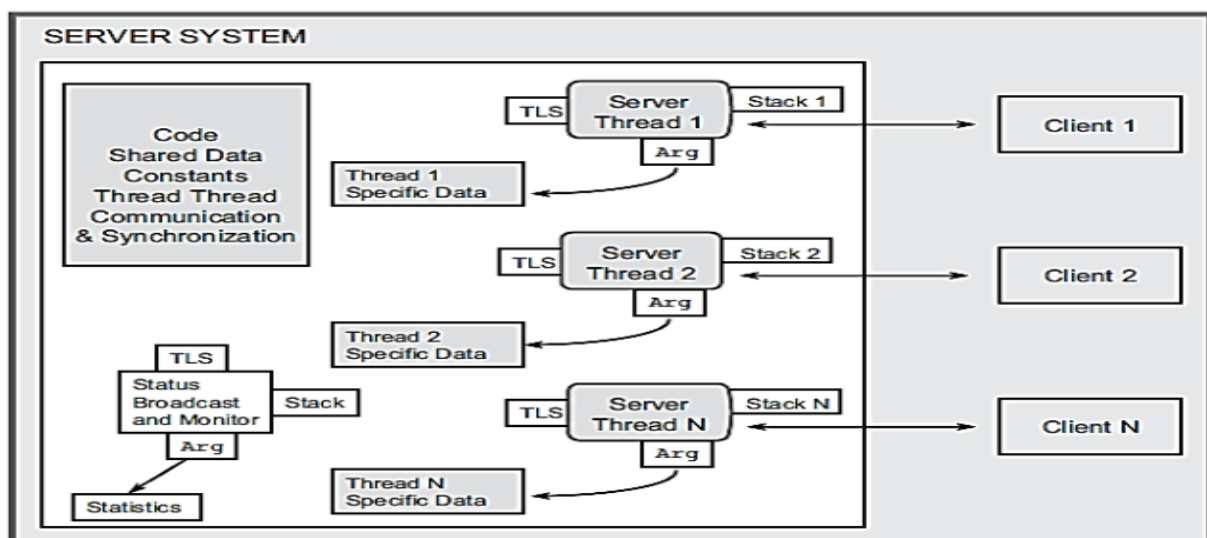 SERVER SYSTEM
Code
Shared Data
Constants
Thread Thread
Communication
& Synchronization
TLS
Server
Thread 1
Stack 1
Arg
Thread 1
Specific Data
Client 1
TLS
Server
Thread 2
Stack 2
Arg
Thread 2
Specific Data
Client 2
TLS
Status
Broadcast
and Monitor
Stack
Arg
Statistics
TLS
Server
Thread N
Stack N
Arg
Thread N
Specific Data
Client N